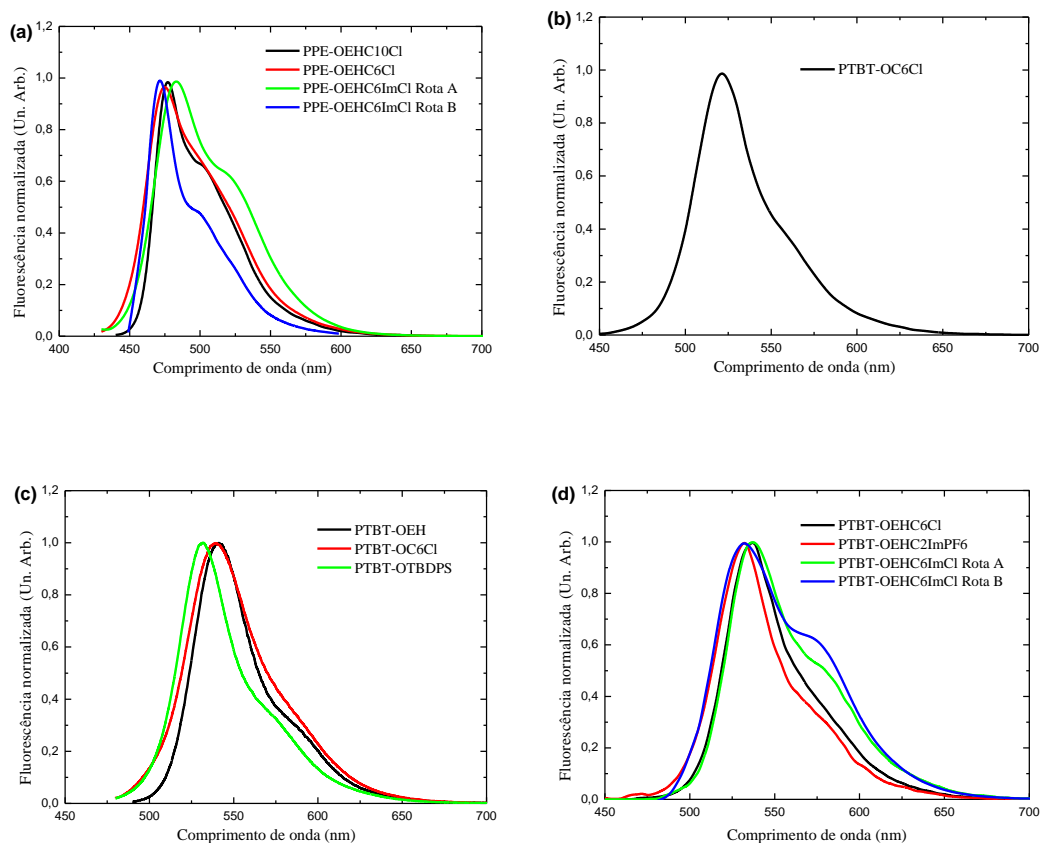 (a)
PPE-OEHC10Cl
PPE-OEHC6Cl
PPE-OEHC6ImCl Rota A
PPE-OEHC6ImCl Rota B
Fluorescência normalizada (Un. Arb.)
1,2
1,0
0,8
0,6
0,4
0,2
0,0
400 450 500 550 600 650 700
Comprimento de onda (nm)
(b)
PTBT-OC6Cl
Fluorescência normalizada (Un. Arb.)
1,2
1,0
0,8
0,6
0,4
0,2
0,0
450 500 550 600 650 700
Comprimento de onda (nm)
(c)
PTBT-OEH
PTBT-OC6Cl
PTBT-OTBDPS
Fluorescência normalizada (Un. Arb.)
1,2
1,0
0,8
0,6
0,4
0,2
0,0
450 500 550 600 650 700
Comprimento de onda (nm)
(d)
PTBT-OEHC6Cl
PTBT-OEHC2ImPF6
PTBT-OEHC6ImCl Rota A
PTBT-OEHC6ImCl Rota B
Fluorescência normalizada (Un. Arb.)
1,2
1,0
0,8
0,6
0,4
0,2
0,0
450 500 550 600 650 700
Comprimento de onda (nm)